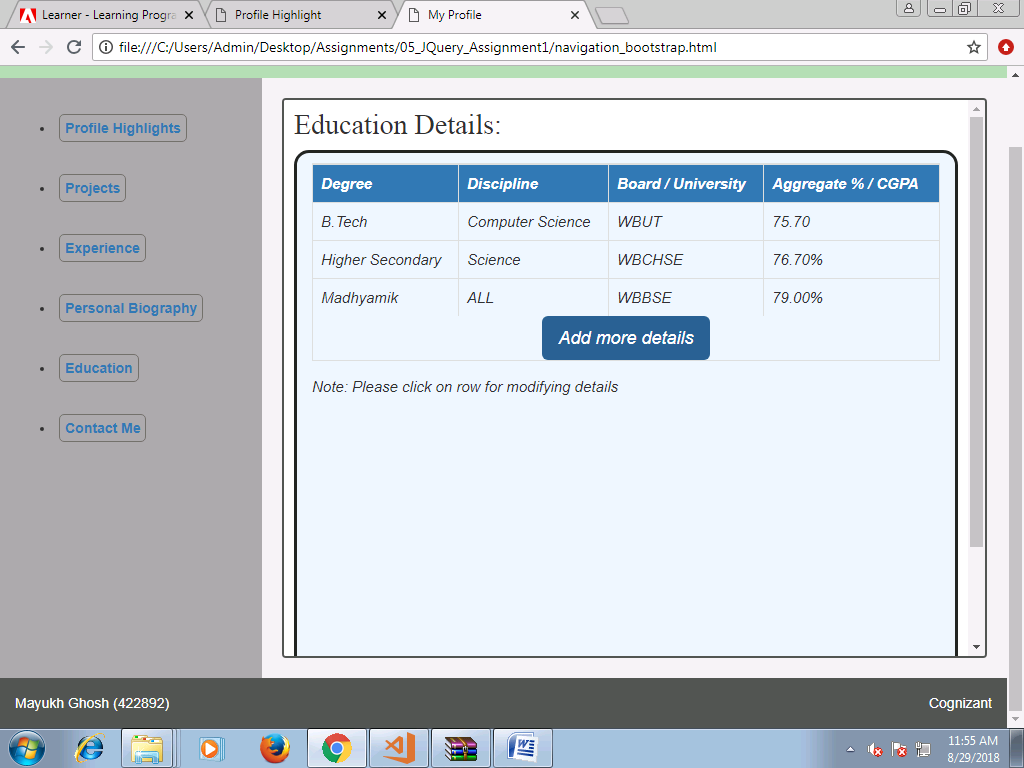 Learner - Learning Progra
Profile Highlight
My Profile
file:///C:/Users/Admin/Desktop/Assignments/05_JQuery_Assignment1/navigation_bootstrap.html
Profile Highlights
Projects
Experience
Personal Biography
Education
Contact Me
Education Details:
Degree Discipline Board / University Aggregate % / CGPA
B.Tech Computer Science WBUT 75.70
Higher Secondary Science WBCHSE 76.70%
Madhyamik ALL WBBSE 79.00%
Add more details
Note: Please click on row for modifying details
Mayukh Ghosh (422892) Cognizant
11:55 AM
8/29/2018